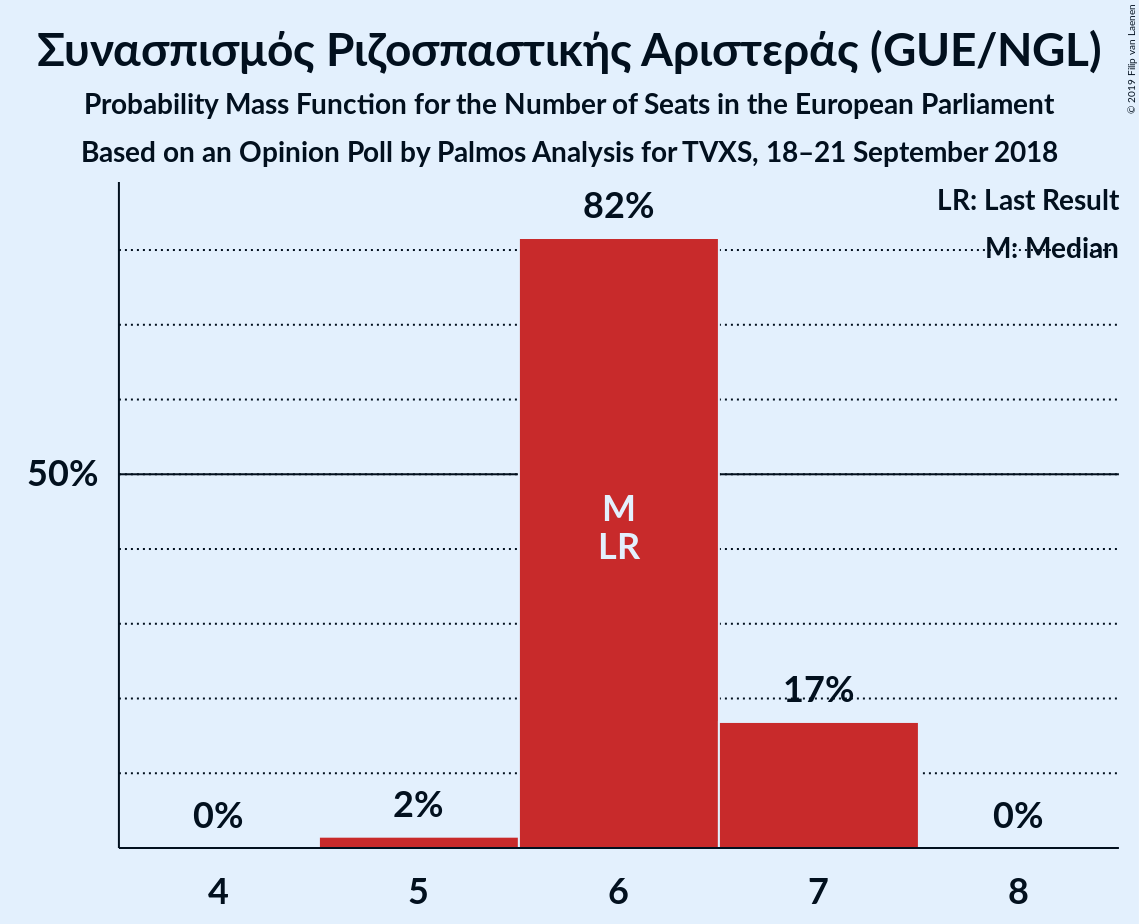 Συνασπισμός Ριζοσπαστικής Αριστεράς (GUE/NGL)
Probability Mass Function for the Number of Seats in the European Parliament
Based on an Opinion Poll by Palmos Analysis for TVXS, 18–21 September 2018
© 2019 Filip van Laenen
LR: Last Result
M: Median
82%
50%
M
LR
17%
0%
2%
0%
4
5
6
7
8